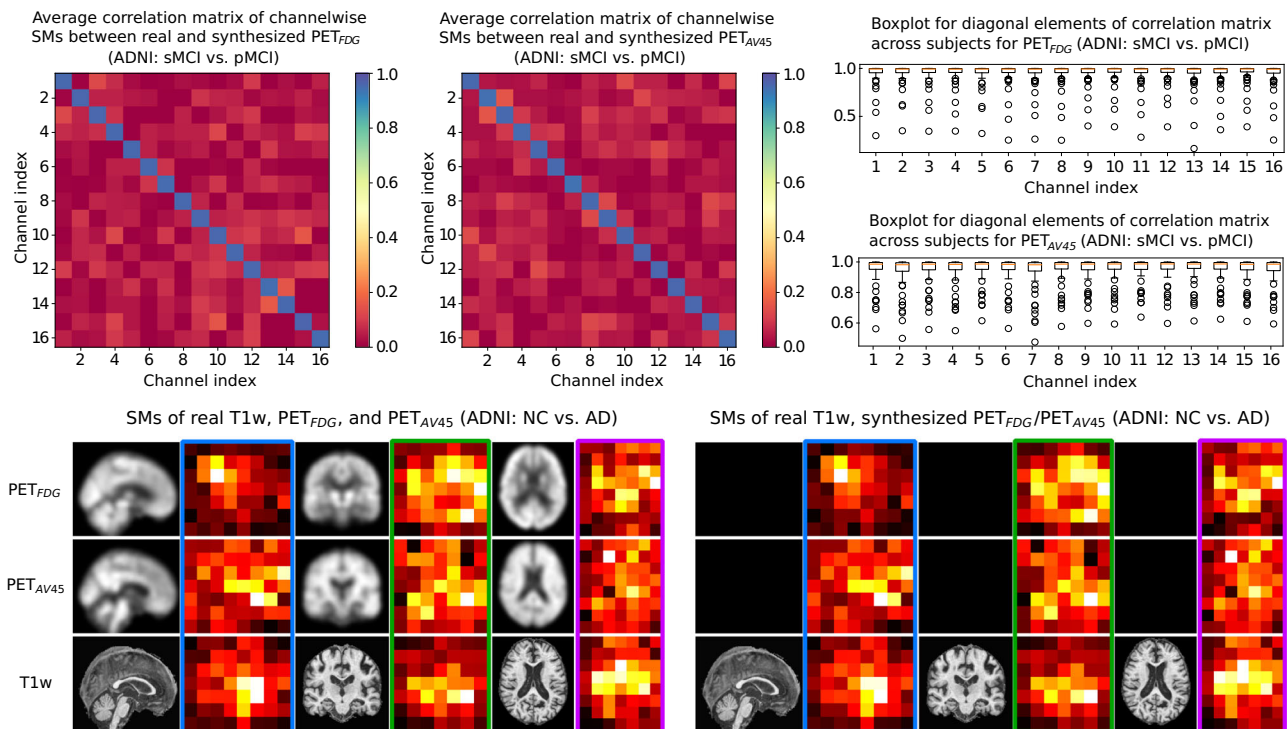 Average correlation matrix of channelwise
SMs between real and synthesized PET_FDG
(ADNI: sMCI vs. pMCI)
1.0
0.8
0.6
0.4
0.2
0.0
2
4
6
8
10
12
14
16
Channel index
2 4 6 8 10 12 14 16
Channel index
Average correlation matrix of channelwise
SMs between real and synthesized PET_AV45
(ADNI: sMCI vs. pMCI)
1.0
0.8
0.6
0.4
0.2
0.0
2
4
6
8
10
12
14
16
Channel index
2 4 6 8 10 12 14 16
Channel index
Boxplot for diagonal elements of correlation matrix
across subjects for PET_FDG (ADNI: sMCI vs. pMCI)
1.0
0.5
1 2 3 4 5 6 7 8 9 10 11 12 13 14 15 16
Channel index
Boxplot for diagonal elements of correlation matrix
across subjects for PET_AV45 (ADNI: sMCI vs. pMCI)
1.0
0.8
0.6
1 2 3 4 5 6 7 8 9 10 11 12 13 14 15 16
Channel index
SMs of real T1w, PET_FDG, and PET_AV45 (ADNI: NC vs. AD)
PET_FDG
PET_AV45
T1w
SMs of real T1w, synthesized PET_FDG/PET_AV45 (ADNI: NC vs. AD)